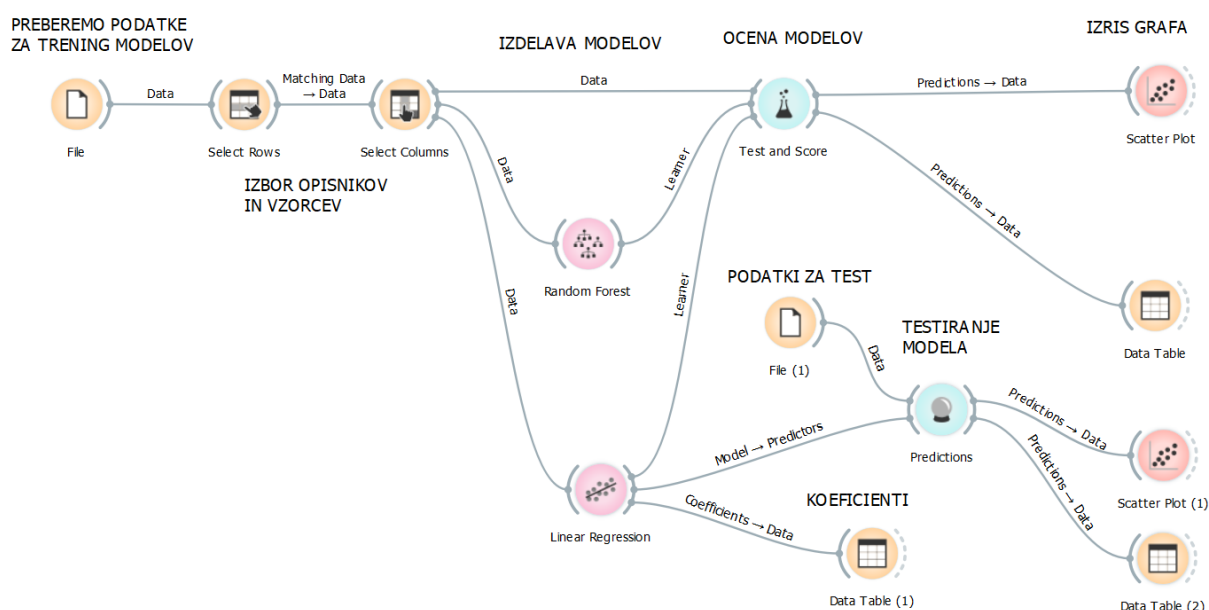 PREBEREMO PODATKE
ZA TRENING MODELOV
IZDELAVA MODELOV
OCENA MODELOV
IZRIS GRAFA
Data
Matching Data
→ Data
Data
Predictions → Data
File
Select Rows
Select Columns
Test and Score
Scatter Plot
IZBOR OPISNIKOV
IN VZORCEV
Data
Learner
Predictions → Data
Random Forest
Data
Learner
PODATKI ZA TEST
TESTIRANJE
MODELA
Data Table
File (1)
Data
Model → Predictors
Predictions
Predictions → Data
Predictions → Data
Scatter Plot (1)
Linear Regression
Coefficients → Data
KOEFICIENTI
Data Table (1)
Data Table (2)